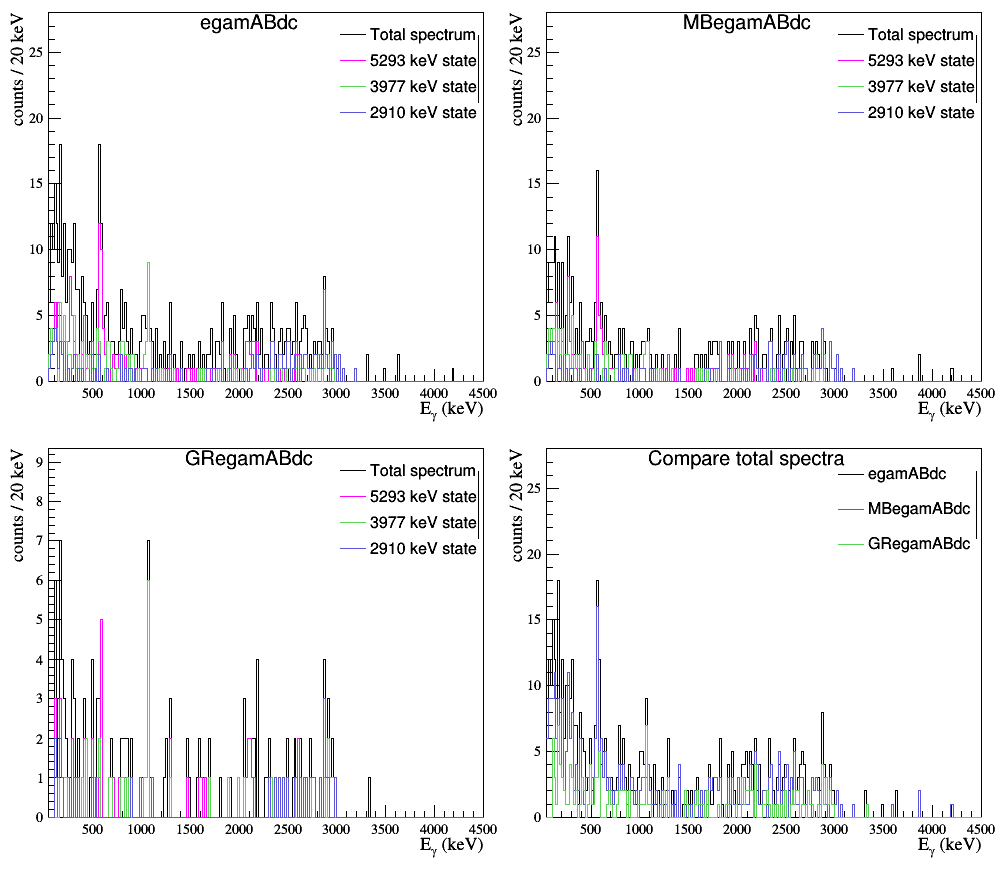 egamABdc
counts / 20 keV
Total spectrum
5293 keV state
3977 keV state
2910 keV state
25
20
15
10
5
0
500 1000 1500 2000 2500 3000 3500 4000 4500
Eγ (keV)
MBegamABdc
counts / 20 keV
Total spectrum
5293 keV state
3977 keV state
2910 keV state
25
20
15
10
5
0
500 1000 1500 2000 2500 3000 3500 4000 4500
Eγ (keV)
GRegamABdc
counts / 20 keV
Total spectrum
5293 keV state
3977 keV state
2910 keV state
9
8
7
6
5
4
3
2
1
0
500 1000 1500 2000 2500 3000 3500 4000 4500
Eγ (keV)
Compare total spectra
counts / 20 keV
egamABdc
MBegamABdc
GRegamABdc
25
20
15
10
5
0
500 1000 1500 2000 2500 3000 3500 4000 4500
Eγ (keV)